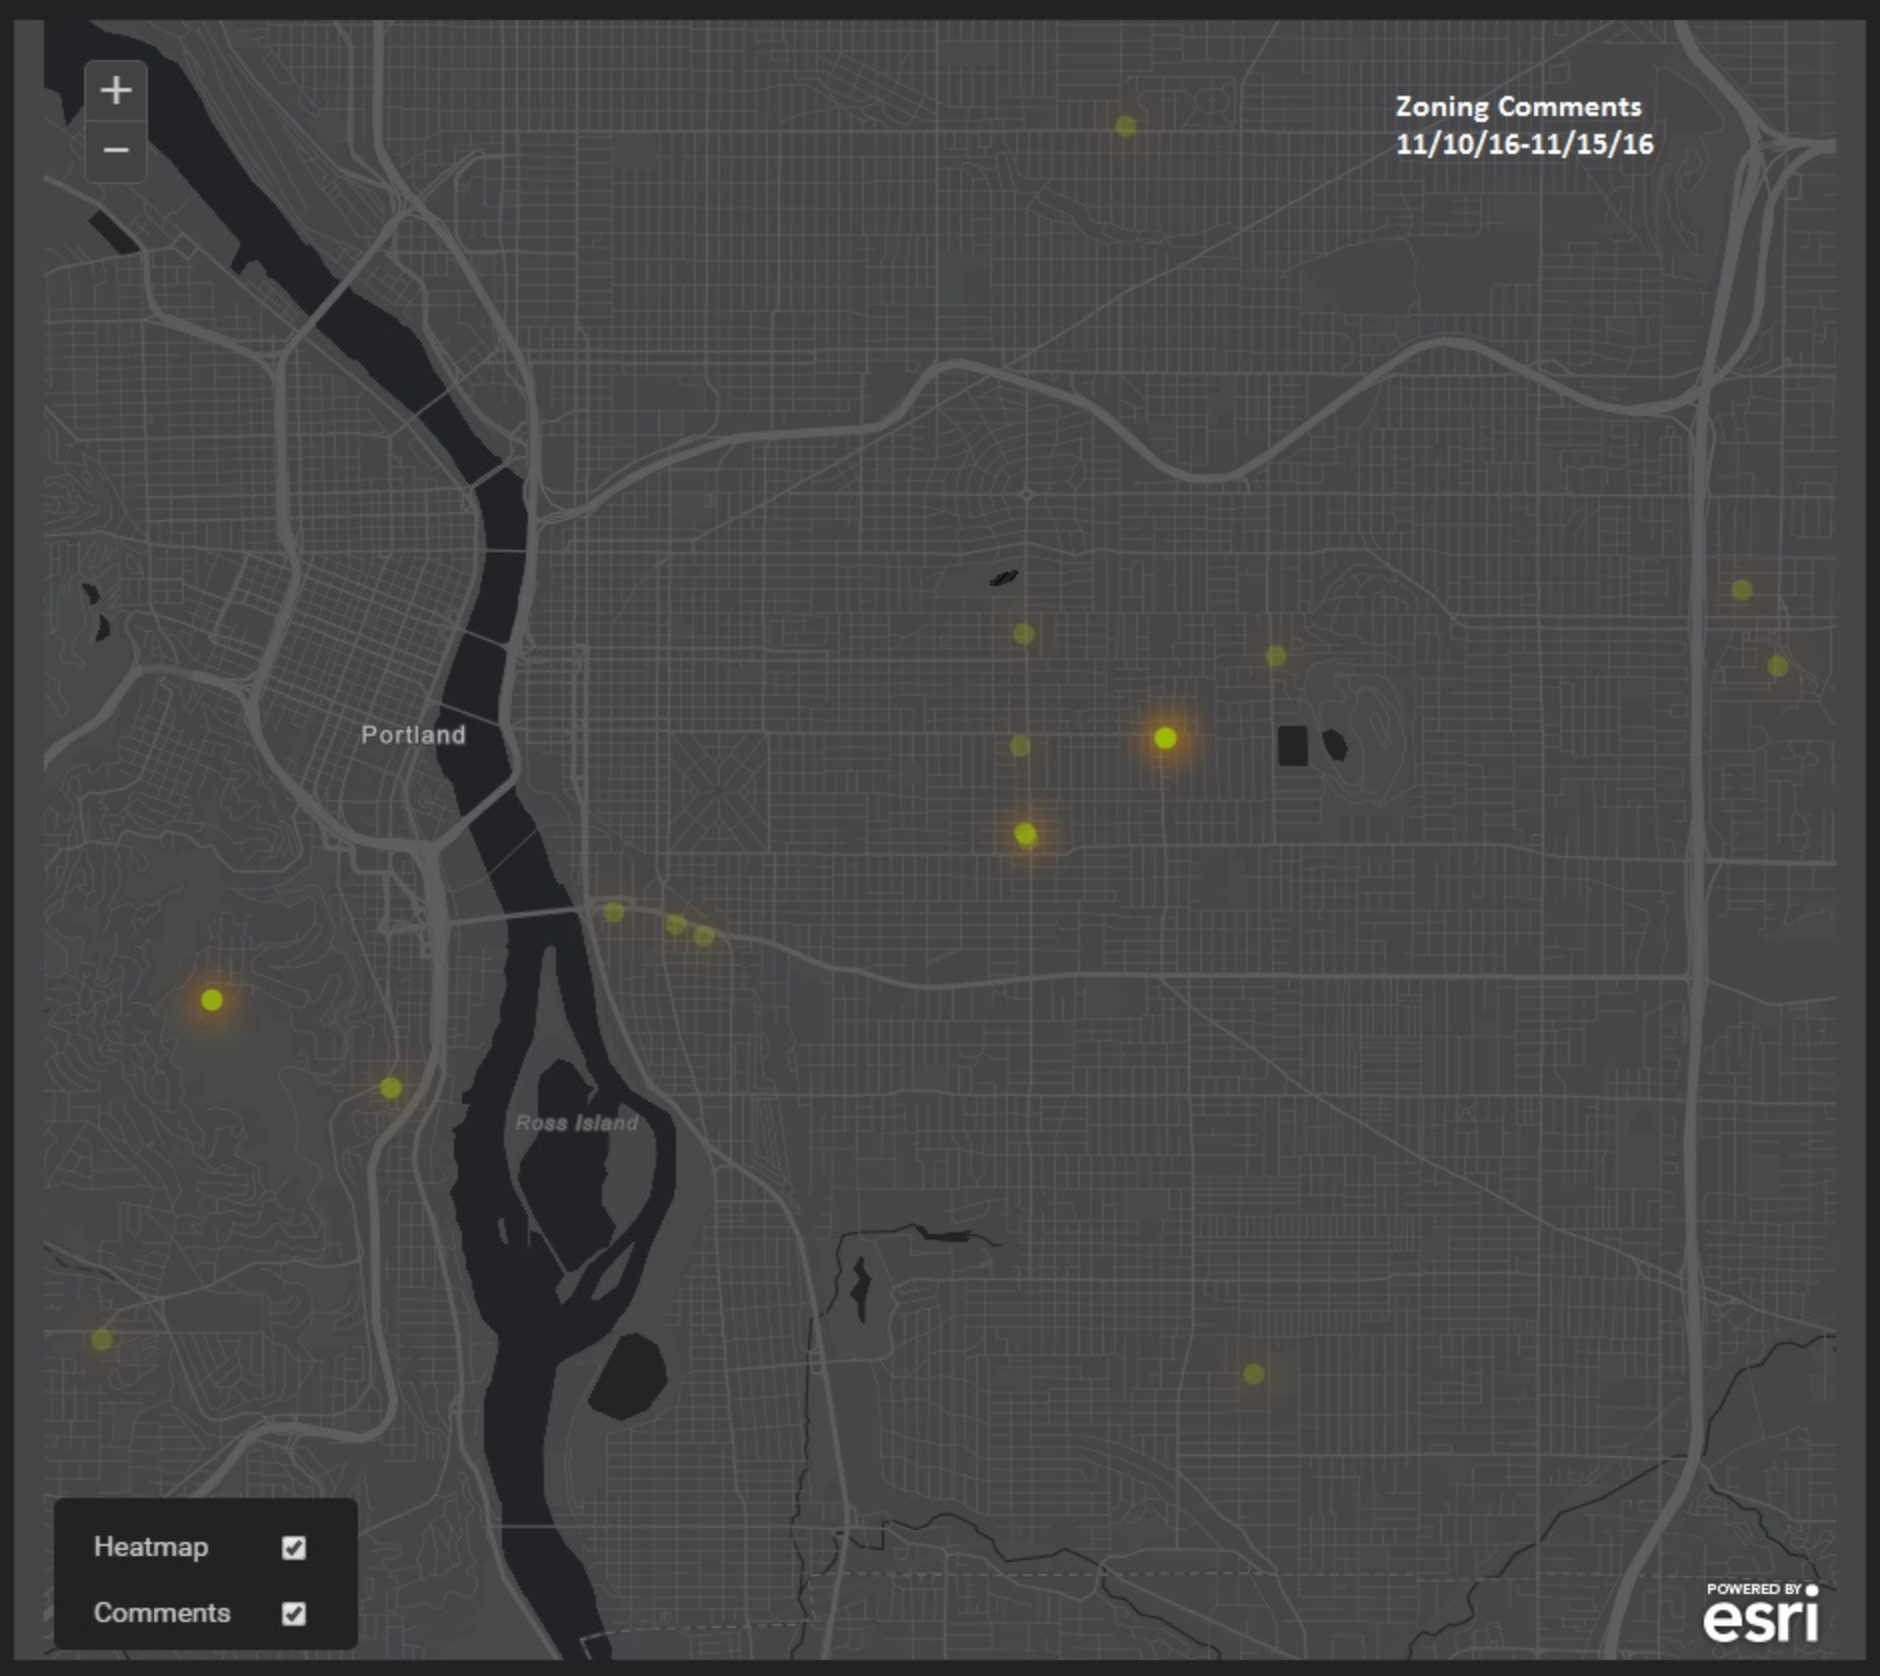 +
Zoning Comments
11/10/16-11/15/16
−
Portland
Ross Island
Heatmap
Comments
POWERED BY
esri